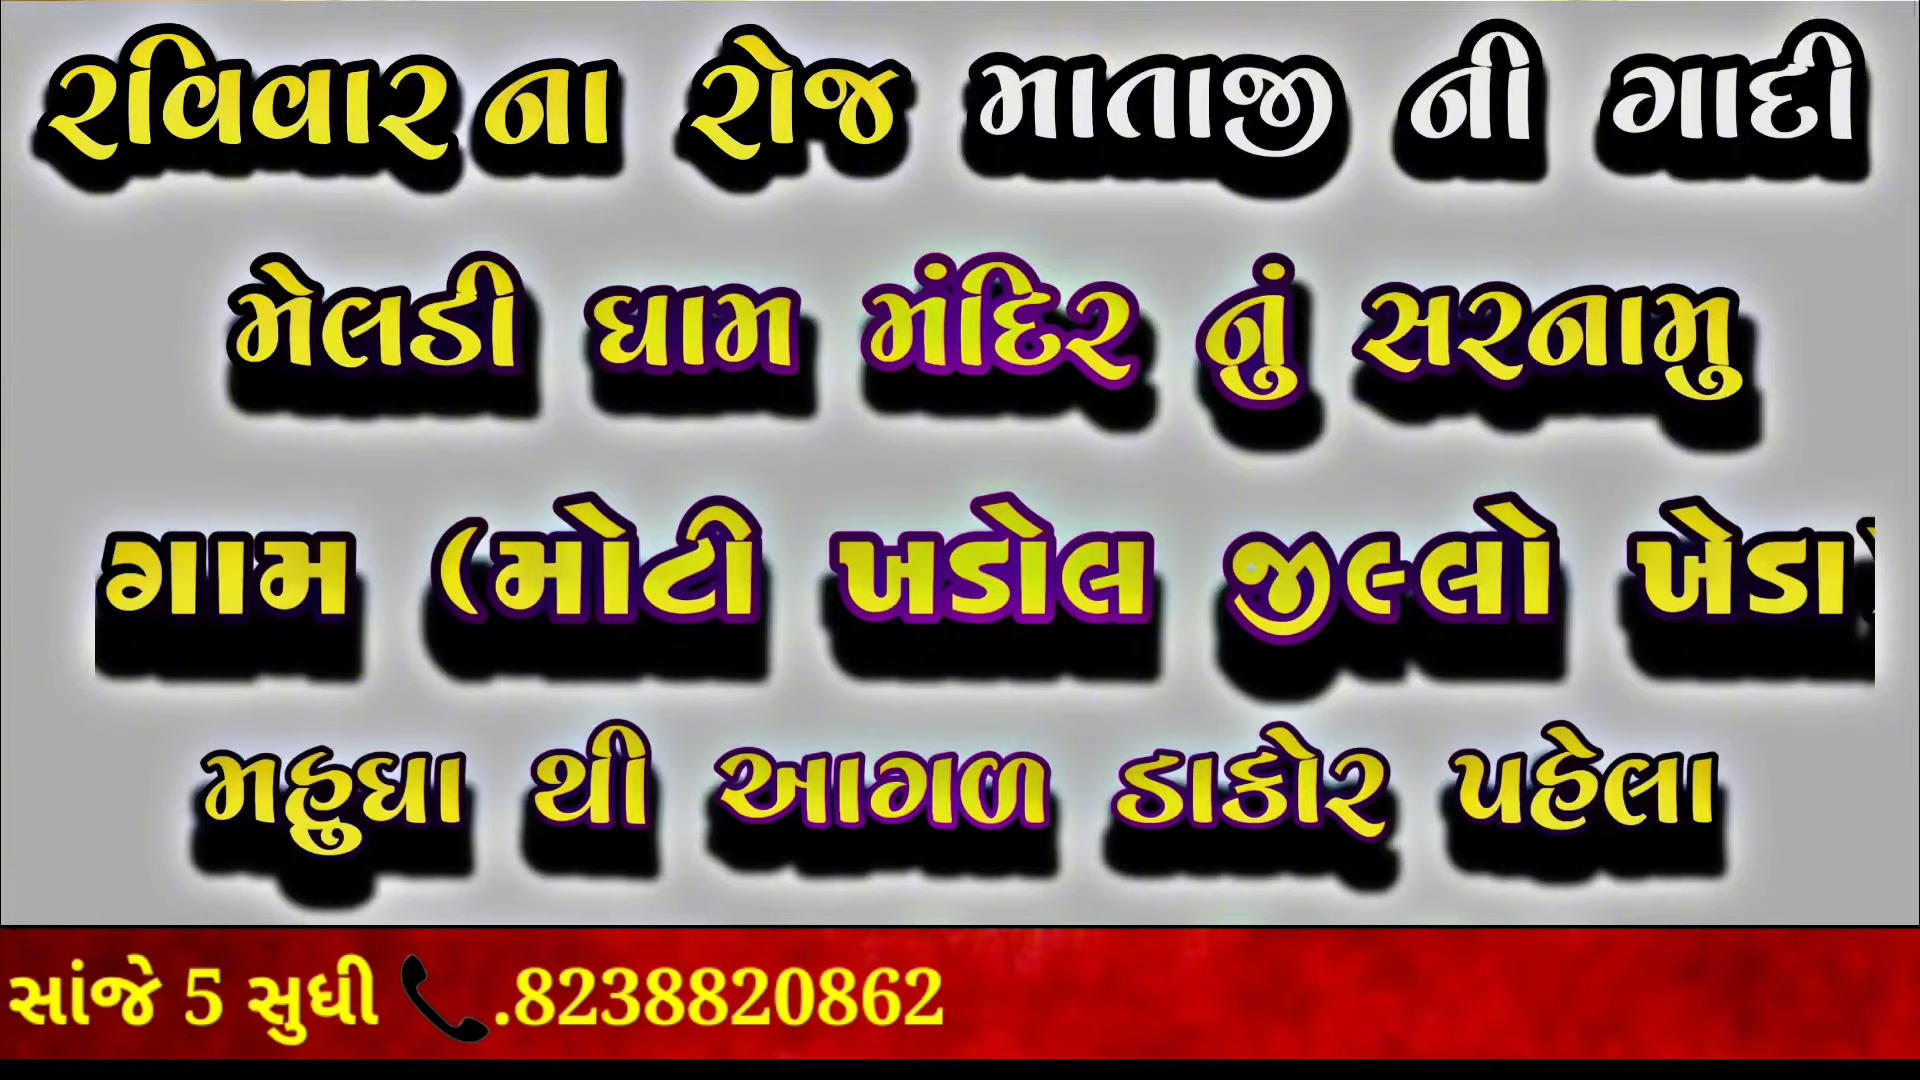 રવિવાર ના રોજ માતાજી ની ગાદી
મેલડી ધામ મંદિર નું સરનામુ
ગામ (મોટી ખડોલ જીલ્લો ખેડા)
મહુધા થી આગળ ડાકોર પહેલા
સાંજે 5 સુધી 📞.8238820862